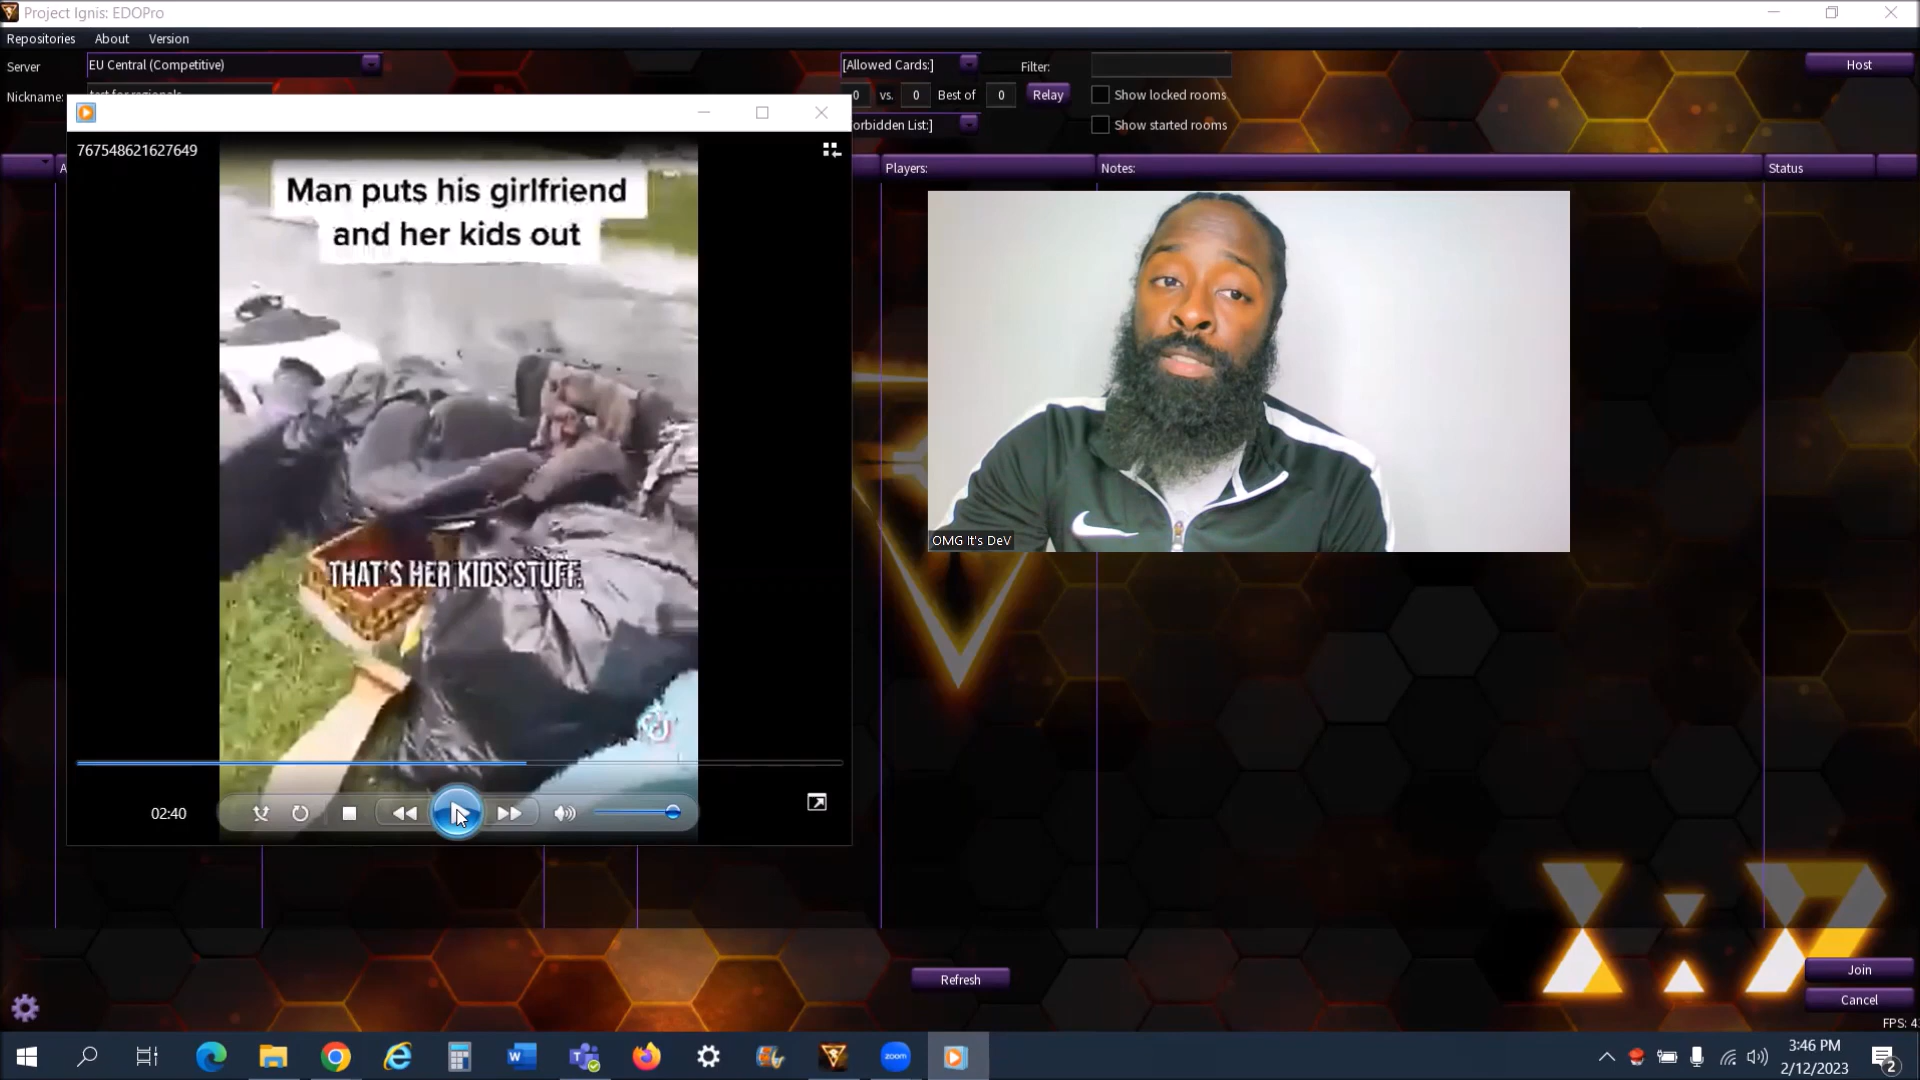 Project Ignis: EDOPro
Repositories About Version
Server EU Central (Competitive) [Allowed Cards:] Filter: Host
Nickname: 0 vs. 0 Best of 0 Relay Show locked rooms
orbidden List:] Show started rooms
Players: Notes: Status
767548621627649
Man puts his girlfriend
and her kids out
THAT'S HER KIDS STUFF.
OMG It's DeV
02:40
Refresh
Join
Cancel
FPS: 4
zoom
3:46 PM
2/12/2023
2